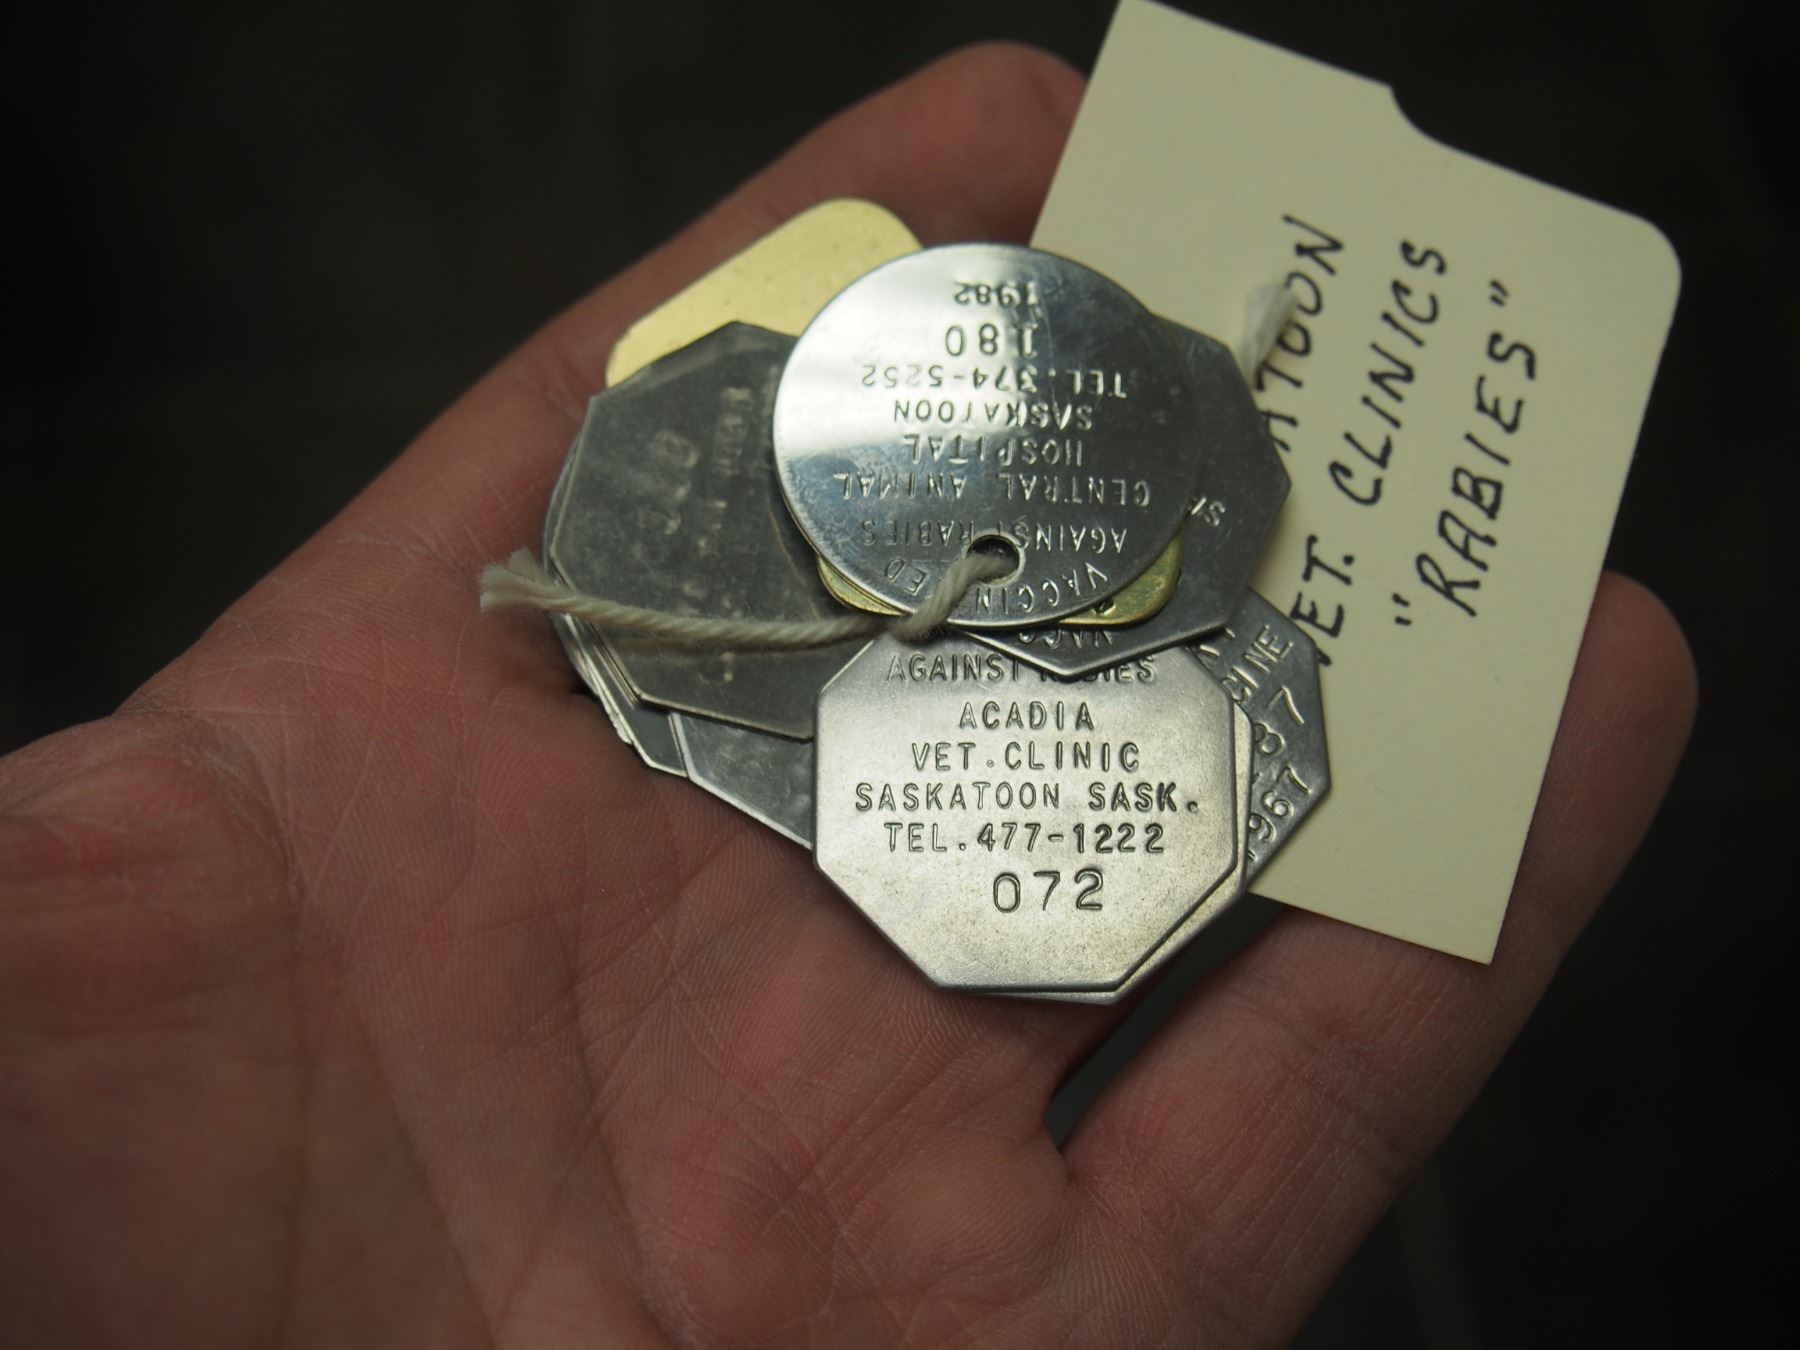 VACCINATED
AGAINST RABIES
CENTRAL ANIMAL
HOSPITAL
SASKATOON
TEL. 374-5252
180
1982
AGAINST RABIES
ACADIA
VET. CLINIC
SASKATOON SASK.
TEL. 477-1222
072
1967
VET. CLINICS
"RABIES"